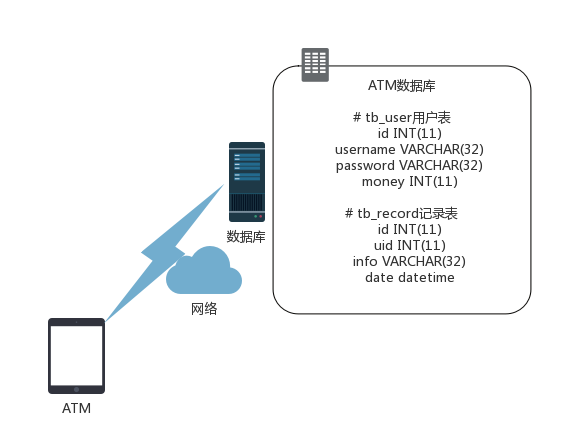 ATM数据库
# tb_user用户表
id INT(11)
username VARCHAR(32)
password VARCHAR(32)
money INT(11)
# tb_record记录表
id INT(11)
uid INT(11)
info VARCHAR(32)
date datetime
数据库
网络
ATM